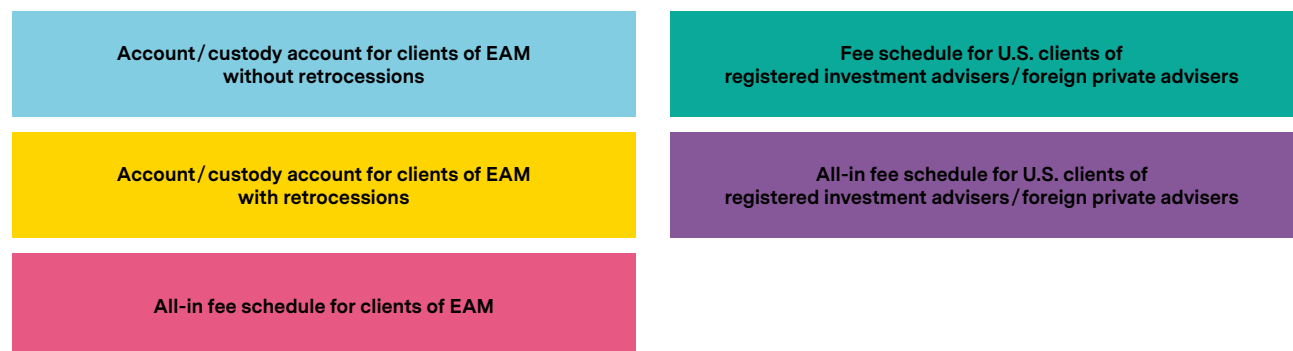 Account/custody account for clients of EAM
without retrocessions
Account/custody account for clients of EAM
with retrocessions
All-in fee schedule for clients of EAM
Fee schedule for U.S. clients of
registered investment advisers/foreign private advisers
All-in fee schedule for U.S. clients of
registered investment advisers/foreign private advisers